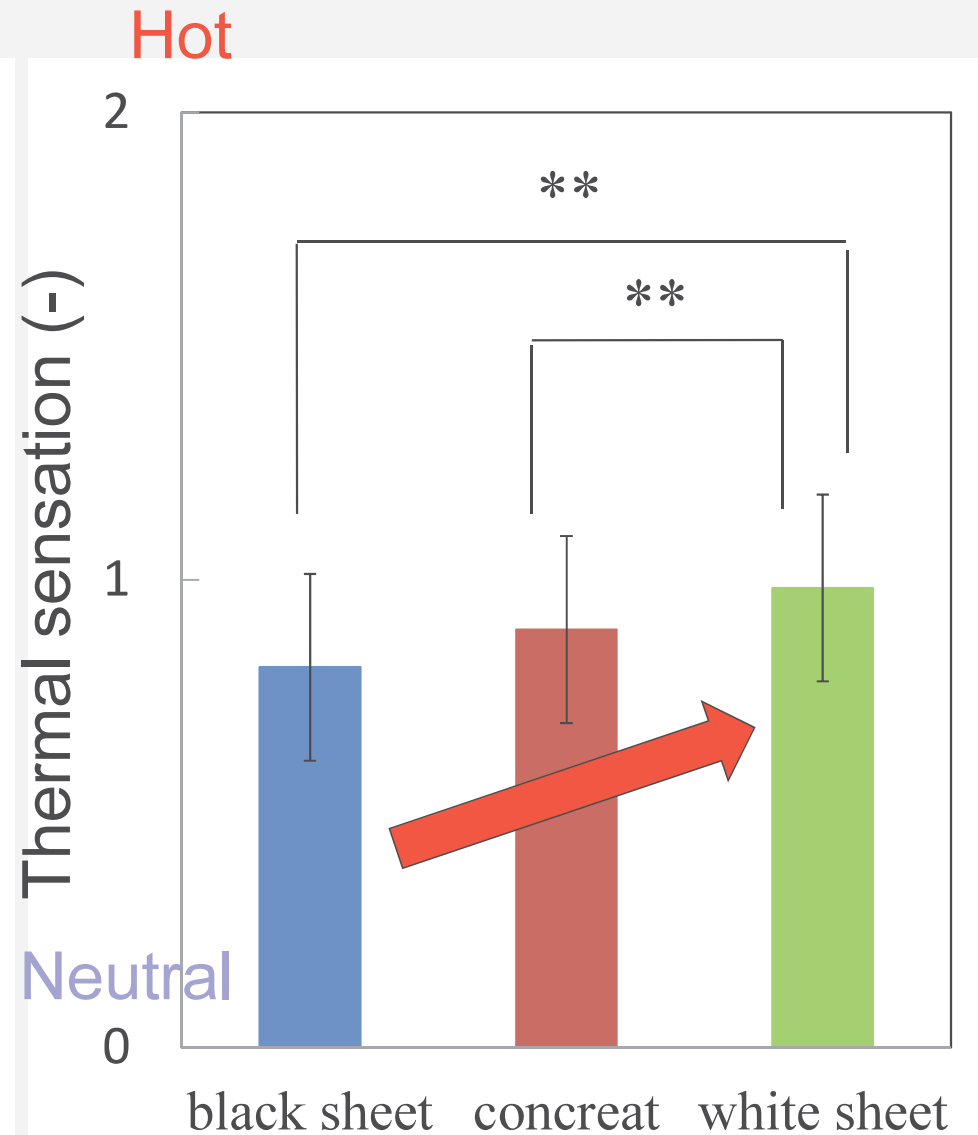 Hot
2
**
**
Thermal sensation (-)
1
Neutral
0
black sheet concreat white sheet